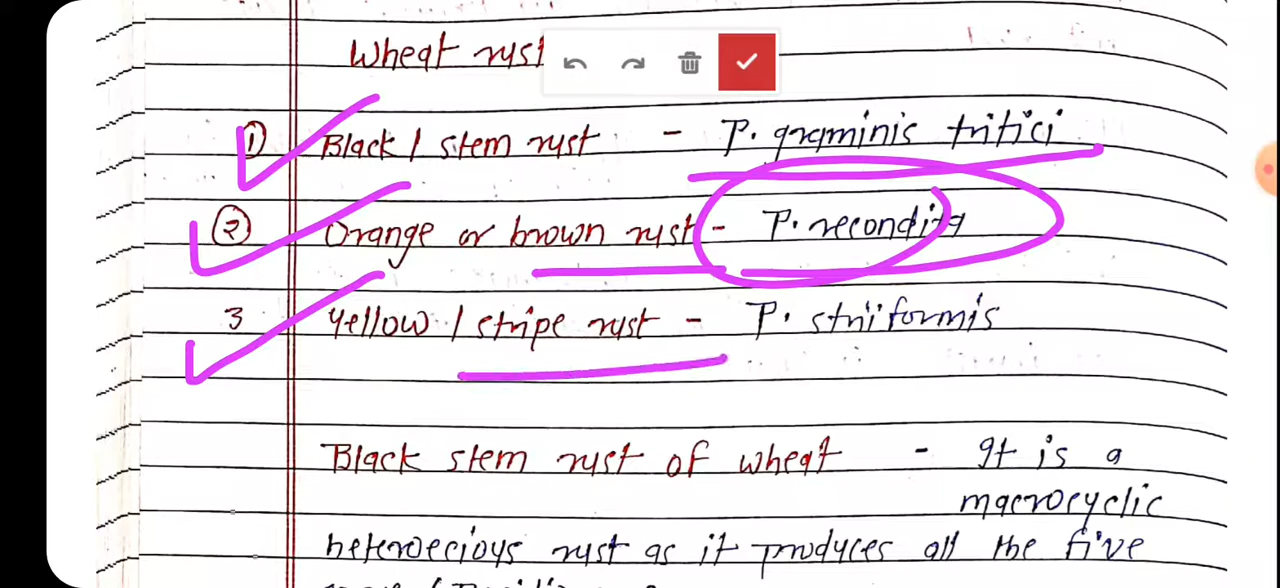 Wheat rust
① Black / stem rust - P. graminis tritici
② Orange or brown rust - P. recondita
3 Yellow / stripe rust - P. striiformis
Black stem rust of wheat - It is a
macrocyclic
heteroecious rust as it produces all the five